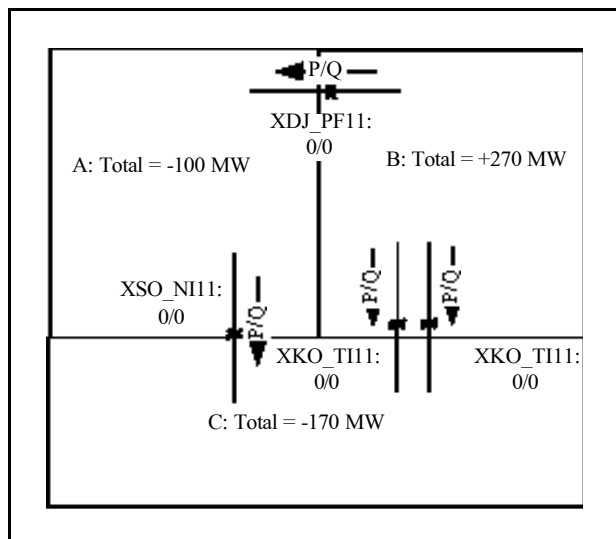 P/Q
XDJ_PF11:
0/0
A: Total = -100 MW
B: Total = +270 MW
XSO_NI11:
0/0
P/Q
P/Q
P/Q
XKO_TI11:
0/0
XKO_TI11:
0/0
C: Total = -170 MW